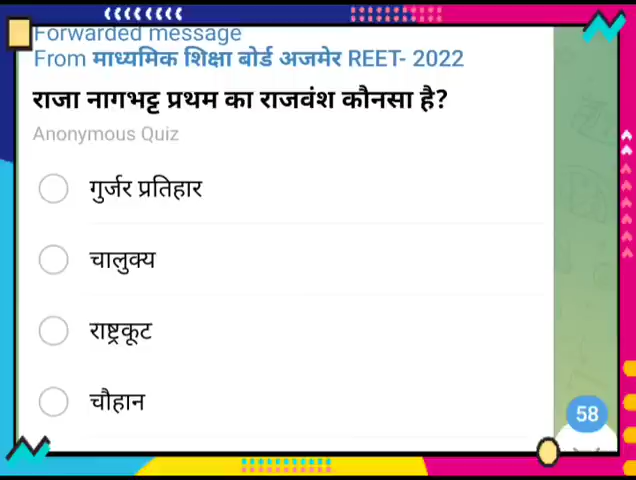 Forwarded message
From माध्यमिक शिक्षा बोर्ड अजमेर REET- 2022
राजा नागभट्ट प्रथम का राजवंश कौनसा है?
Anonymous Quiz
गुर्जर प्रतिहार
चालुक्य
राष्ट्रकूट
चौहान
58